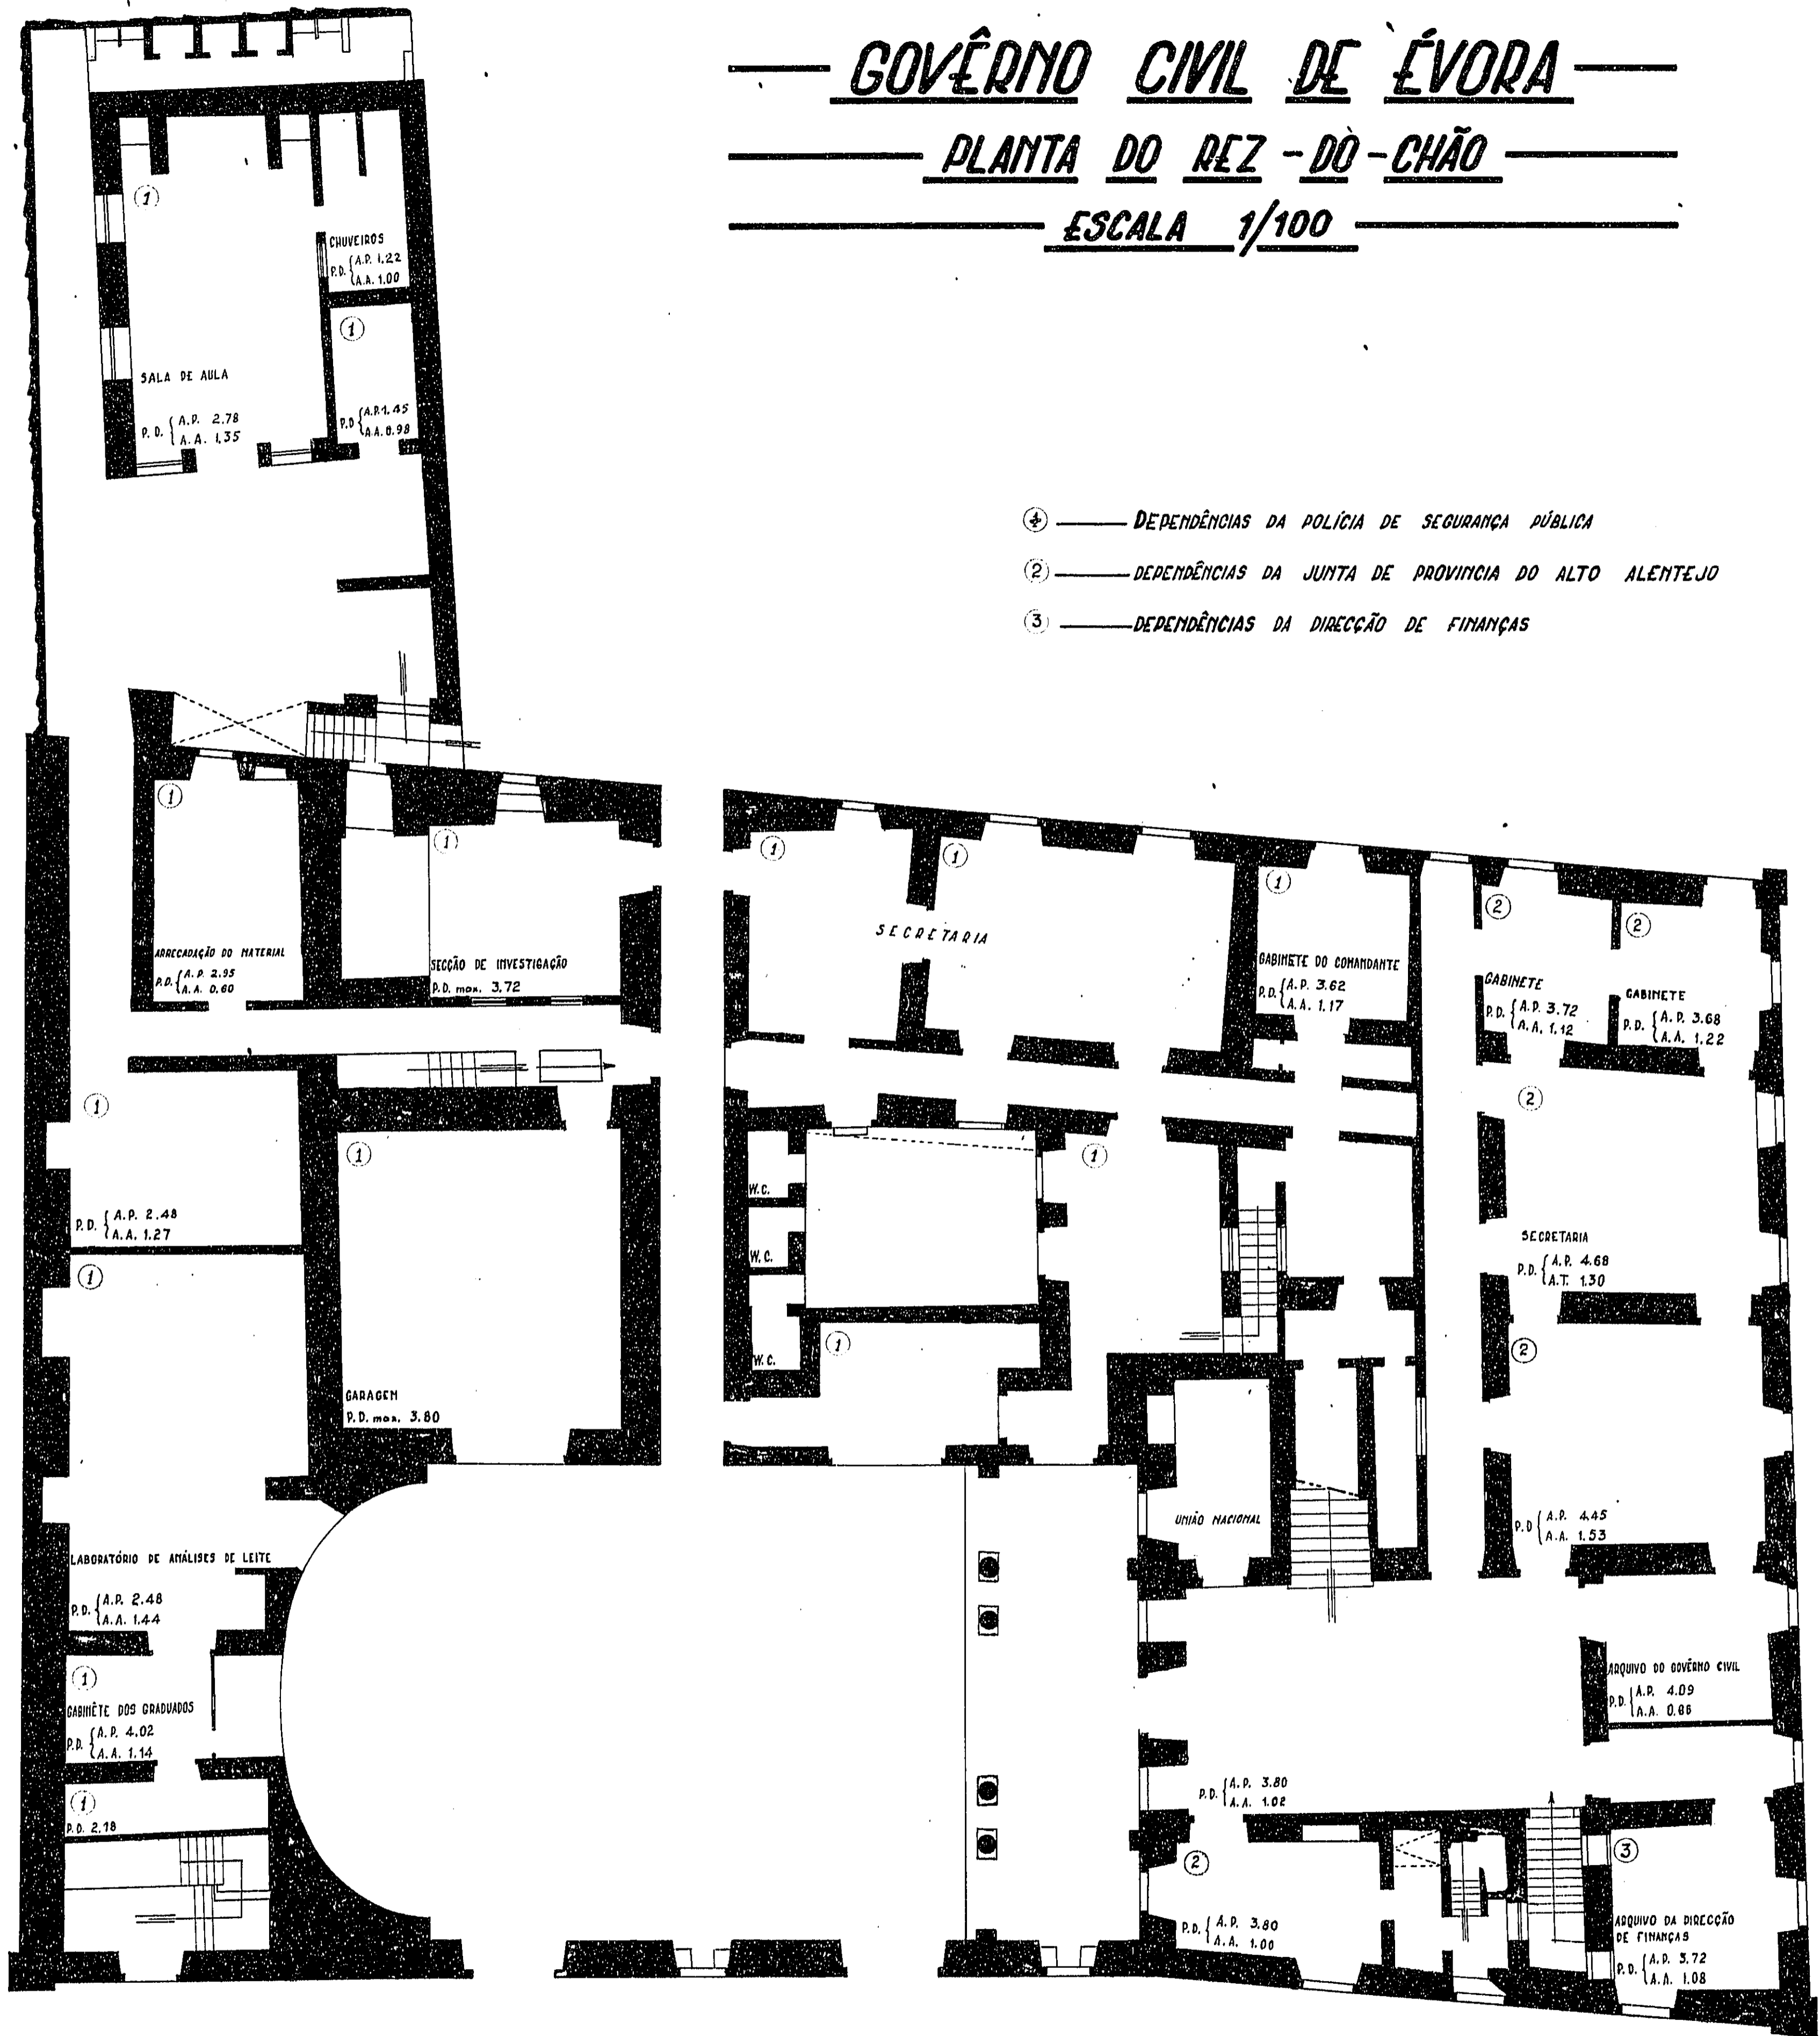 GOVÊRNO CIVIL DE ÉVORA
PLANTA DO REZ-DO-CHÃO
ESCALA 1/100
1 DEPENDÊNCIAS DA POLÍCIA DE SEGURANÇA PÚBLICA
2 DEPENDÊNCIAS DA JUNTA DE PROVINCIA DO ALTO ALENTEJO
3 DEPENDÊNCIAS DA DIRECÇÃO DE FINANÇAS
1
CHUVEIROS
P.D. { A.P. 1.22
A.A. 1.00
1
SALA DE AULA
P.D. { A.P. 2.78
A.A. 1.35
P.D { A.P. 1.45
A.A. 0.98
1
ARRECADAÇÃO DO MATERIAL
P.D. { A.P. 2.95
A.A. 0.60
1
SECÇÃO DE INVESTIGAÇÃO
P.D. max. 3.72
1
1
SECRETARIA
1
GABINETE DO COMANDANTE
P.D. { A.P. 3.62
A.A. 1.17
2
GABINETE
P.D. { A.P. 3.72
A.A. 1.12
2
GABINETE
P.D. { A.P. 3.68
A.A. 1.22
1
P.D. { A.P. 2.48
A.A. 1.27
1
GARAGEM
P.D. max. 3.80
W.C.
W.C.
W.C.
1
1
2
SECRETARIA
P.D. { A.P. 4.68
A.T. 1.30
2
P.D { A.P. 4.45
A.A. 1.53
1
LABORATÓRIO DE ANÁLISES DE LEITE
P.D. { A.P. 2.48
A.A. 1.44
UNIÃO NACIONAL
1
GABINÊTE DOS GRADUADOS
P.D. { A.P. 4.02
A.A. 1.14
1
P.D. 2.18
ARQUIVO DO GOVÊRNO CIVIL
P.D. { A.P. 4.09
A.A. 0.86
P.D. { A.P. 3.80
A.A. 1.02
2
P.D. { A.P. 3.80
A.A. 1.00
3
ARQUIVO DA DIRECÇÃO
DE FINANÇAS
P.D. { A.P. 3.72
A.A. 1.08